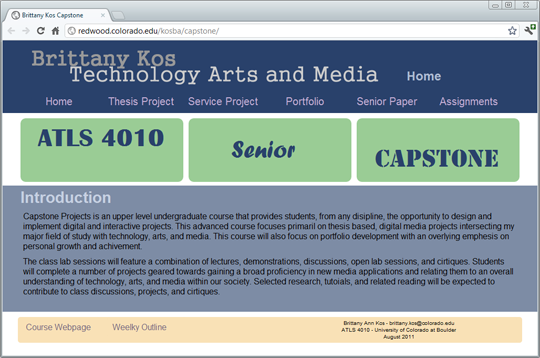 Brittany Kos Capstone
redwood.colorado.edu/kosba/capstone/
Brittany Kos
Technology Arts and Media
Home
Home Thesis Project Service Project Portfolio Senior Paper Assignments
ATLS 4010 Senior CAPSTONE
Introduction
Capstone Projects is an upper level undergraduate course that provides students, from any disipline, the opportunity to design and
implement digital and interactive projects. This advanced course focuses primaril on thesis based, digital media projects intersecting my
major field of study with technology, arts, and media. This course will also focus on portfolio development with an overlying emphesis on
personal growth and achivement.
The class lab sessions will feature a combination of lectures, demonstrations, discussions, open lab sessions, and cirtiques. Students
will complete a number of projects geared towards gaining a broad proficiency in new media applications and relating them to an overall
understanding of technology, arts, and media within our society. Selected research, tutoials, and related reading will be expected to
contribute to class discussions, projects, and cirtiques.
Course Webpage Weelky Outline
Brittany Ann Kos - brittany.kos@colorado.edu
ATLS 4010 - University of Colorado at Boulder
August 2011